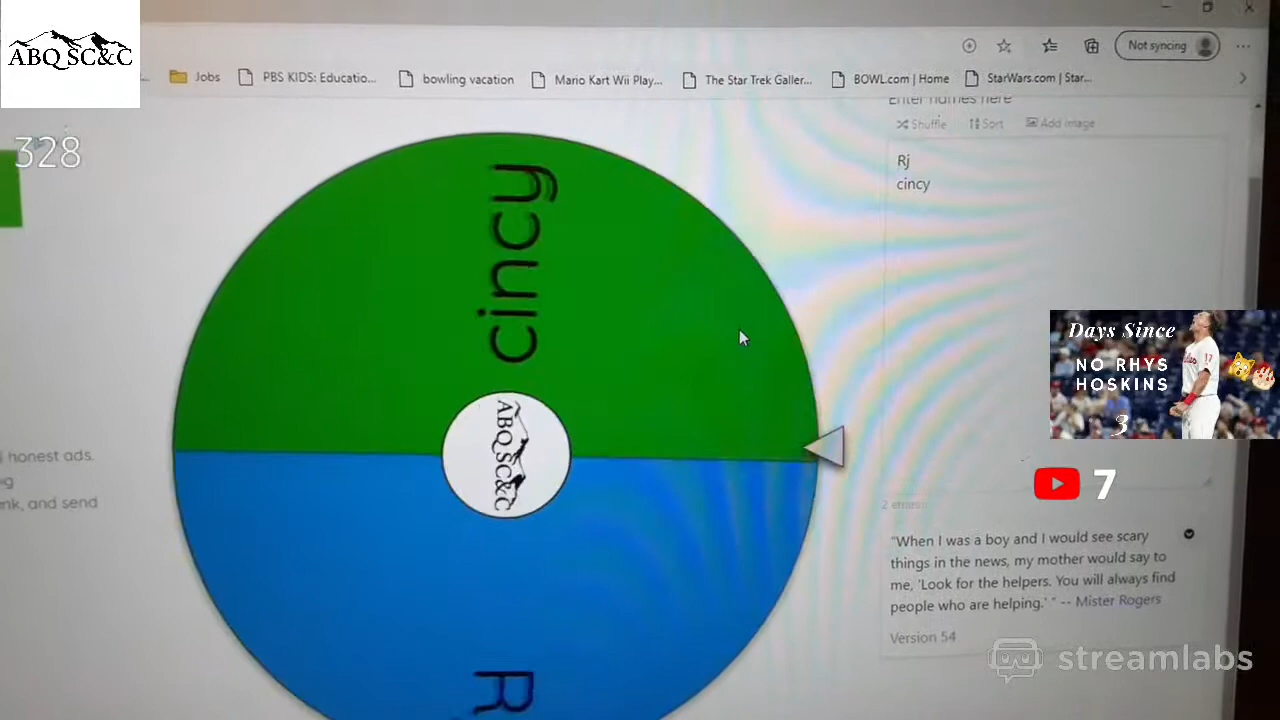 ABQ SC&C
Not syncing
Jobs
PBS KIDS: Educatio...
bowling vacation
Mario Kart Wii Play...
The Star Trek Galler...
BOWL.com | Home
StarWars.com | Star...
Enter names here
Shuffle
Sort
Add image
328
Rj
cincy
cincy
ABQ SC&C
R
Days Since
NO RHYS
HOSKINS
3
17
7
honest ads.
nk, and send
"When I was a boy and I would see scary
things in the news, my mother would say to
me, 'Look for the helpers. You will always find
people who are helping.' " -- Mister Rogers
Version 54
streamlabs